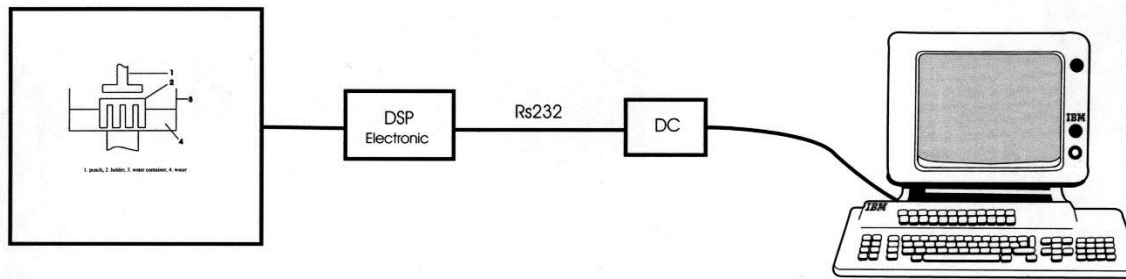 1
2
3
4
1. punch, 2. holder, 3. water container, 4. water
DSP
Electronic
Rs232
DC
IBM
IBM